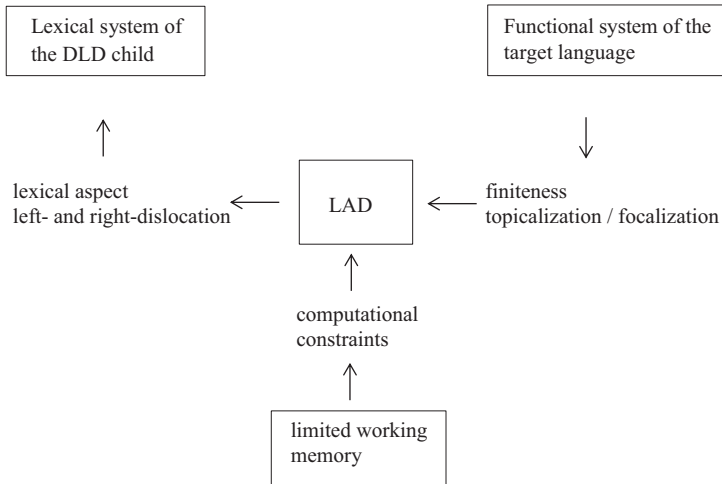 Lexical system of
the DLD child
Functional system of the
target language
lexical aspect
left- and right-dislocation
LAD
finiteness
topicalization / focalization
computational
constraints
limited working
memory